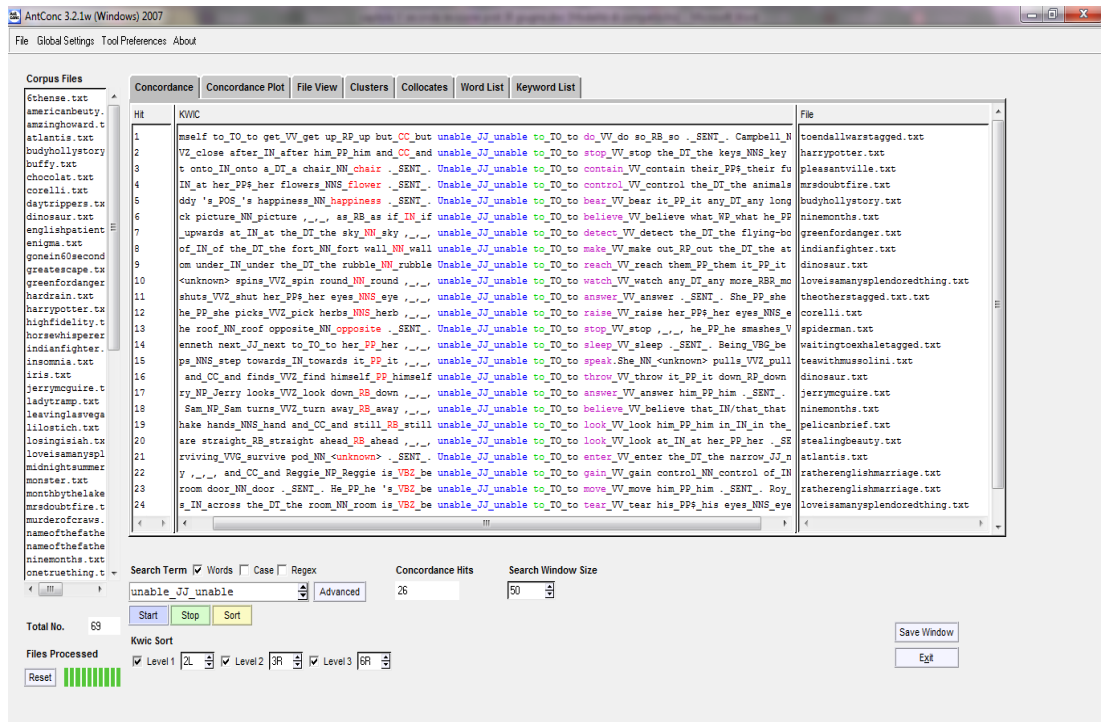 AntConc 3.2.1w (Windows) 2007
File Global Settings Tool Preferences About
Corpus Files
6thense.txt
americanbeuty.
amzinghoward.t
atlantis.txt
budyhollystory
buffy.txt
chocolat.txt
corelli.txt
daytrippers.tx
dinosaur.txt
englishpatient
enigma.txt
gonein60second
greatescape.tx
greenfordanger
hardrain.txt
harrypotter.tx
highfidelity.t
horsewhisperer
indianfighter.
insomnia.txt
iris.txt
jerrymcguire.t
ladytramp.txt
leavinglasvega
lilostich.txt
losingisiah.tx
loveisamanyspl
midnightsummer
monster.txt
monthbythelake
mrsdoubtfire.t
murderofcraws.
nameofthefathe
nameofthefathe
ninemonths.txt
onetruething.t
Total No. 69
Files Processed
Reset
Concordance Concordance Plot File View Clusters Collocates Word List Keyword List
Hit KWIC File
1 mself to_TO_to get_VV_get up_RP_up but_CC_but unable_JJ_unable to_TO_to do_VV_do so_RB_so ._SENT_. Campbell_N toendallwarstagged.txt
2 VZ_close after_IN_after him_PP_him and_CC_and unable_JJ_unable to_TO_to stop_VV_stop the_DT_the keys_NNS_key harrypotter.txt
3 t onto_IN_onto a_DT_a chair_NN_chair ._SENT_. Unable_JJ_unable to_TO_to contain_VV_contain their_PP$_their fu pleasantville.txt
4 IN_at her_PP$_her flowers_NNS_flower ._SENT_. Unable_JJ_unable to_TO_to control_VV_control the_DT_the animals mrsdoubtfire.txt
5 ddy 's_POS_'s happiness_NN_happiness ._SENT_. Unable_JJ_unable to_TO_to bear_VV_bear it_PP_it any_DT_any long budyhollystory.txt
6 ck picture_NN_picture ,_,_, as_RB_as if_IN_if unable_JJ_unable to_TO_to believe_VV_believe what_WP_what he_PP ninemonths.txt
7 _upwards at_IN_at the_DT_the sky_NN_sky ,_,_, unable_JJ_unable to_TO_to detect_VV_detect the_DT_the flying-bo greenfordanger.txt
8 of_IN_of the_DT_the fort_NN_fort wall_NN_wall unable_JJ_unable to_TO_to make_VV_make out_RP_out the_DT_the at indianfighter.txt
9 om under_IN_under the_DT_the rubble_NN_rubble Unable_JJ_unable to_TO_to reach_VV_reach them_PP_them it_PP_it dinosaur.txt
10 <unknown> spins_VVZ_spin round_NN_round ,_,_, unable_JJ_unable to_TO_to watch_VV_watch any_DT_any more_RBR_mo loveisamanysplendoredthing.txt
11 shuts_VVZ_shut her_PP$_her eyes_NNS_eye ,_,_, unable_JJ_unable to_TO_to answer_VV_answer ._SENT_. She_PP_she theotherstagged.txt.txt
12 he_PP_she picks_VVZ_pick herbs_NNS_herb ,_,_, unable_JJ_unable to_TO_to raise_VV_raise her_PP$_her eyes_NNS_e corelli.txt
13 he roof_NN_roof opposite_NN_opposite ._SENT_. Unable_JJ_unable to_TO_to stop_VV_stop ,_,_, he_PP_he smashes_V spiderman.txt
14 enneth next_JJ_next to_TO_to her_PP_her ,_,_, unable_JJ_unable to_TO_to sleep_VV_sleep ._SENT_. Being_VBG_be waitingtoexhaletagged.txt
15 ps_NNS_step towards_IN_towards it_PP_it ,_,_, unable_JJ_unable to_TO_to speak.She_NN_<unknown> pulls_VVZ_pull teawithmussolini.txt
16 and_CC_and finds_VVZ_find himself_PP_himself unable_JJ_unable to_TO_to throw_VV_throw it_PP_it down_RP_down dinosaur.txt
17 ry_NP_Jerry looks_VVZ_look down_RB_down ,_,_, unable_JJ_unable to_TO_to answer_VV_answer him_PP_him ._SENT_. jerrymcguire.txt
18 Sam_NP_Sam turns_VVZ_turn away_RB_away ,_,_, unable_JJ_unable to_TO_to believe_VV_believe that_IN/that_that ninemonths.txt
19 hake hands_NNS_hand and_CC_and still_RB_still unable_JJ_unable to_TO_to look_VV_look him_PP_him in_IN_in the_ pelicanbrief.txt
20 are straight_RB_straight ahead_RB_ahead ,_,_, unable_JJ_unable to_TO_to look_VV_look at_IN_at her_PP_her ._SE stealingbeauty.txt
21 rviving_VVG_survive pod_NN_<unknown> ._SENT_. Unable_JJ_unable to_TO_to enter_VV_enter the_DT_the narrow_JJ_n atlantis.txt
22 y ,_,_, and_CC_and Reggie_NP_Reggie is_VBZ_be unable_JJ_unable to_TO_to gain_VV_gain control_NN_control of_IN ratherenglishmarriage.txt
23 room door_NN_door ._SENT_. He_PP_he 's_VBZ_be unable_JJ_unable to_TO_to move_VV_move him_PP_him ._SENT_. Roy_ ratherenglishmarriage.txt
24 s_IN_across the_DT_the room_NN_room is_VBZ_be unable_JJ_unable to_TO_to tear_VV_tear his_PP$_his eyes_NNS_eye loveisamanysplendoredthing.txt
Search Term Words Case Regex Concordance Hits Search Window Size
unable_JJ_unable Advanced 26 50
Start Stop Sort
Kwic Sort
Level 1 2L Level 2 3R Level 3 6R
Save Window
Exit